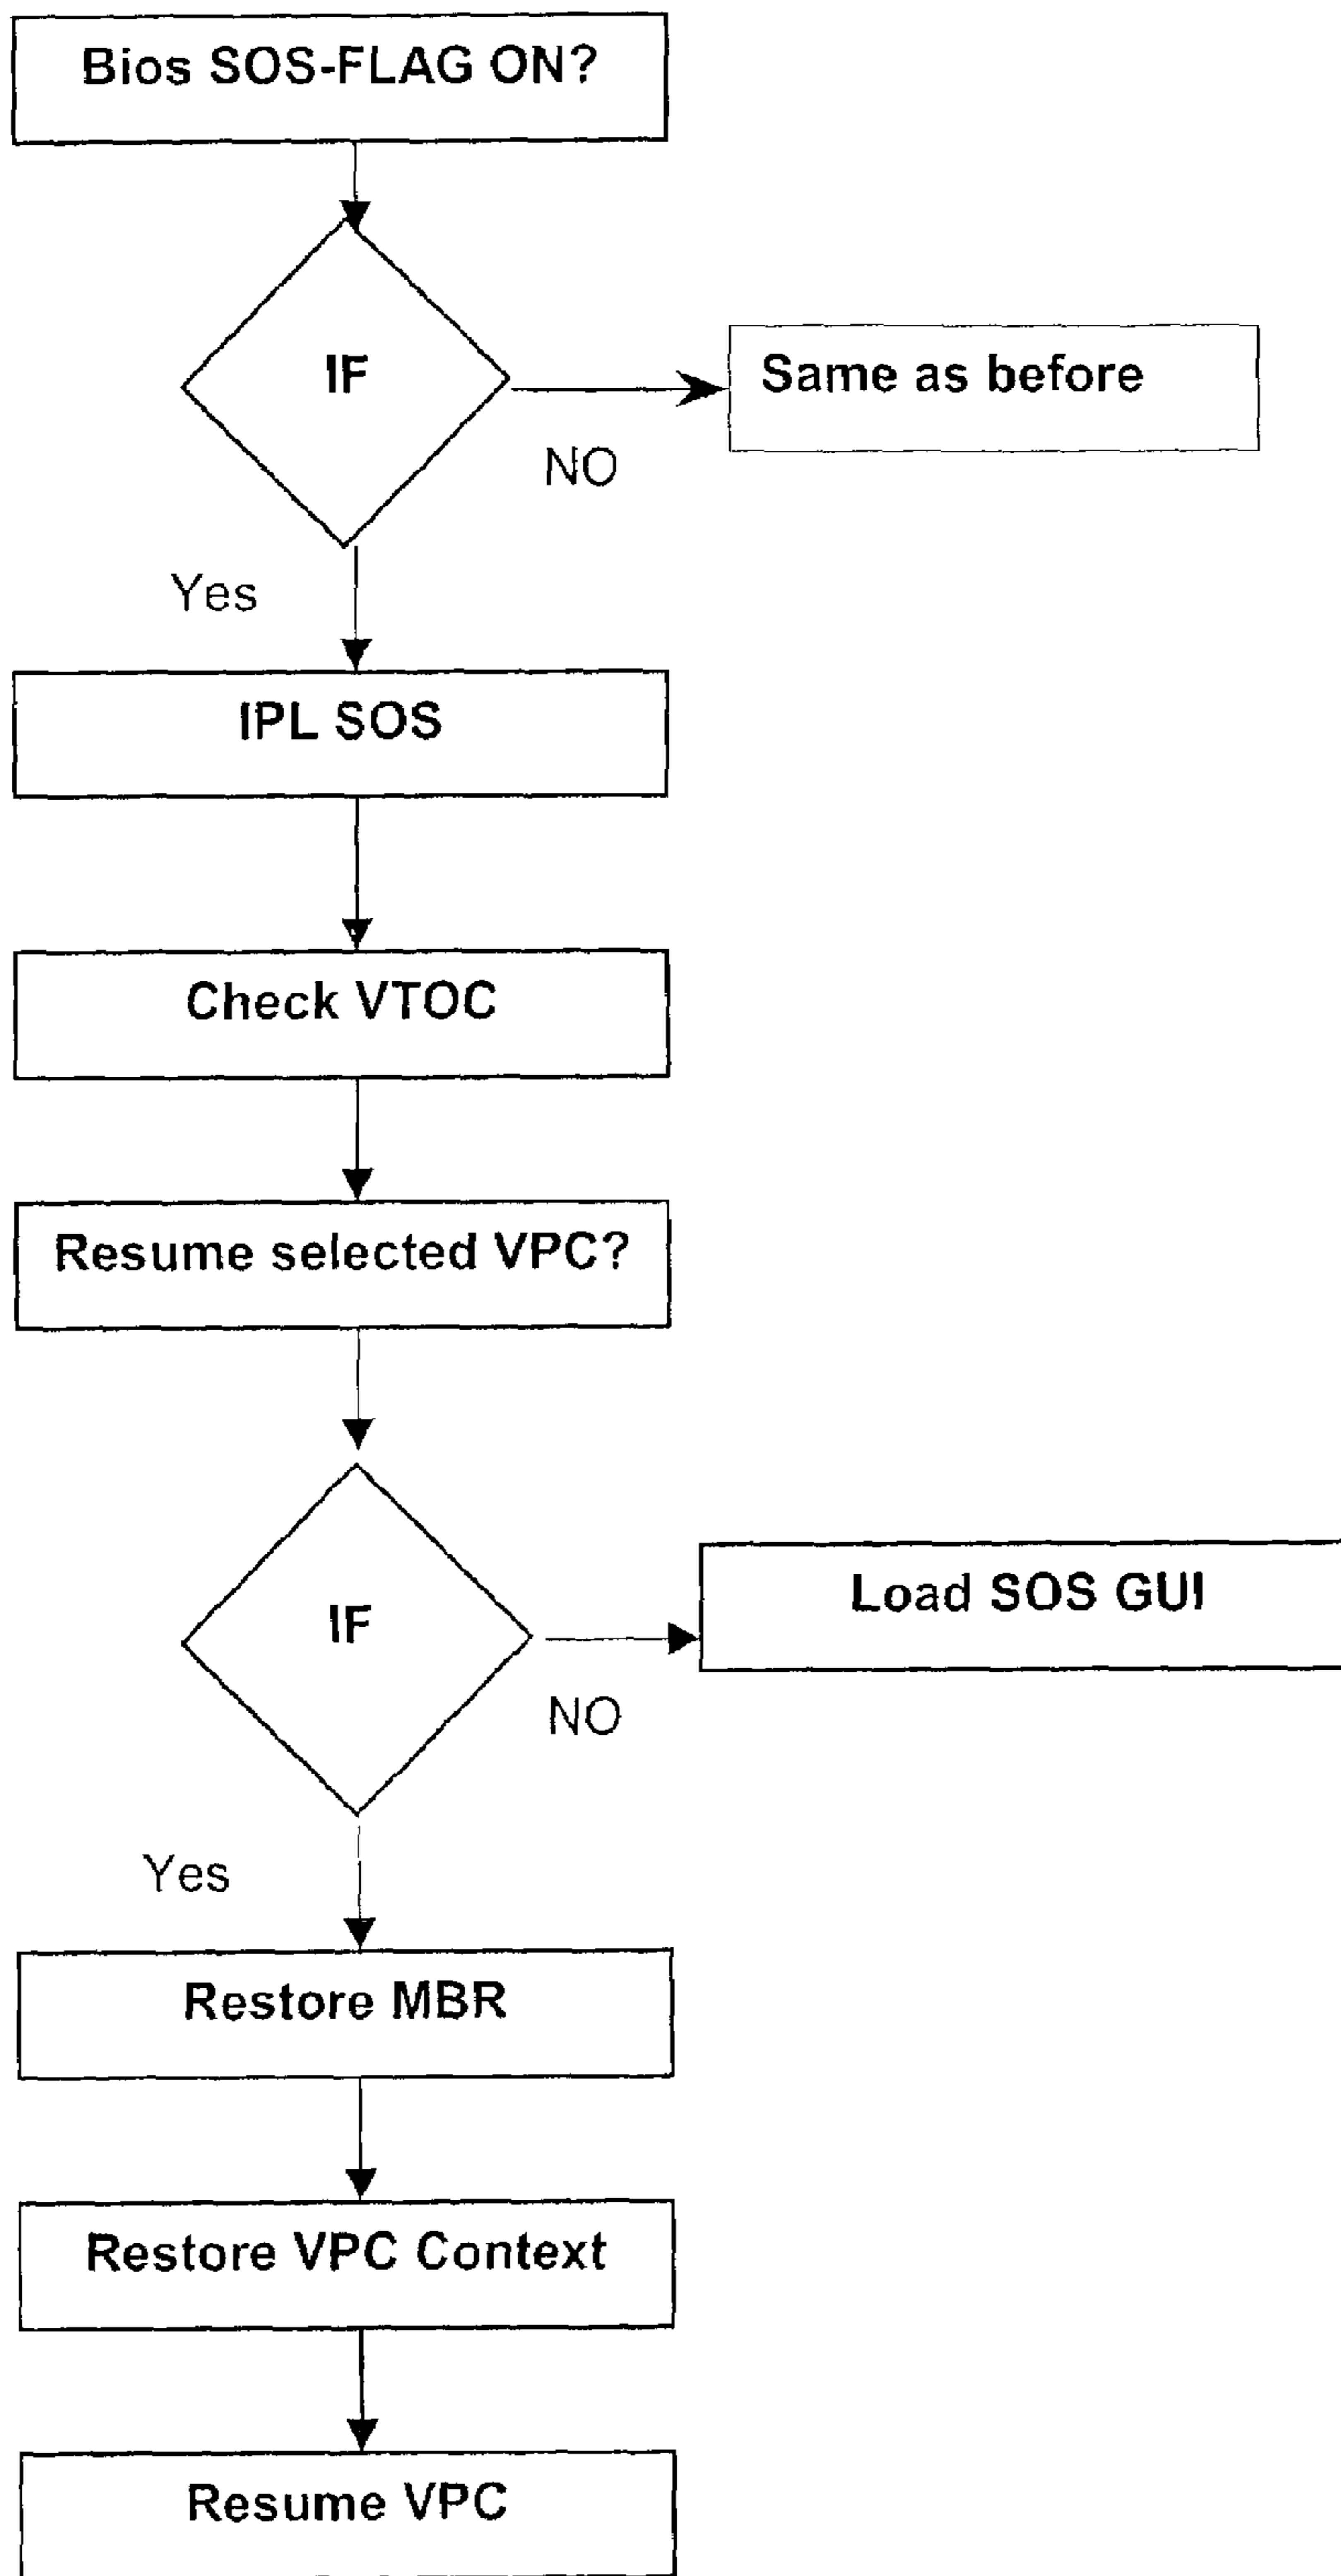 Bios SOS-FLAG ON?
IF
Same as before
NO
Yes
IPL SOS
Check VTOC
Resume selected VPC?
IF
Load SOS GUI
NO
Yes
Restore MBR
Restore VPC Context
Resume VPC